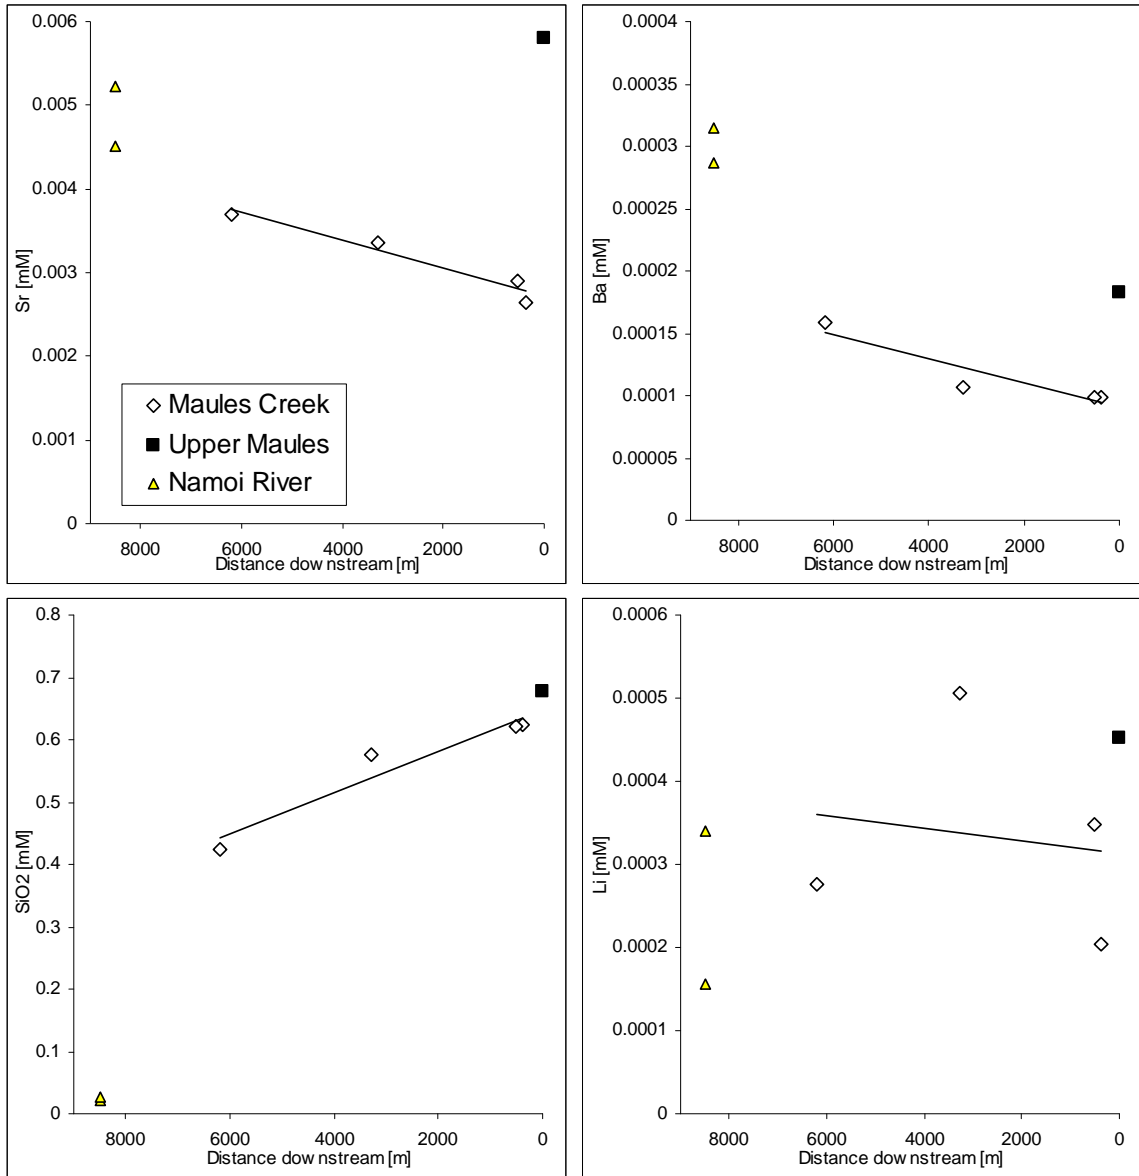 0.006
0.005
0.004
0.003
0.002
0.001
0
Sr [mM]
8000 6000 4000 2000 0
Distance dow nstream [m]
Maules Creek
Upper Maules
Namoi River
0.0004
0.00035
0.0003
0.00025
0.0002
0.00015
0.0001
0.00005
0
Ba [mM]
8000 6000 4000 2000 0
Distance dow nstream [m]
0.8
0.7
0.6
0.5
0.4
0.3
0.2
0.1
0
SiO2 [mM]
8000 6000 4000 2000 0
Distance dow nstream [m]
0.0006
0.0005
0.0004
0.0003
0.0002
0.0001
0
Li [mM]
8000 6000 4000 2000 0
Distance dow nstream [m]